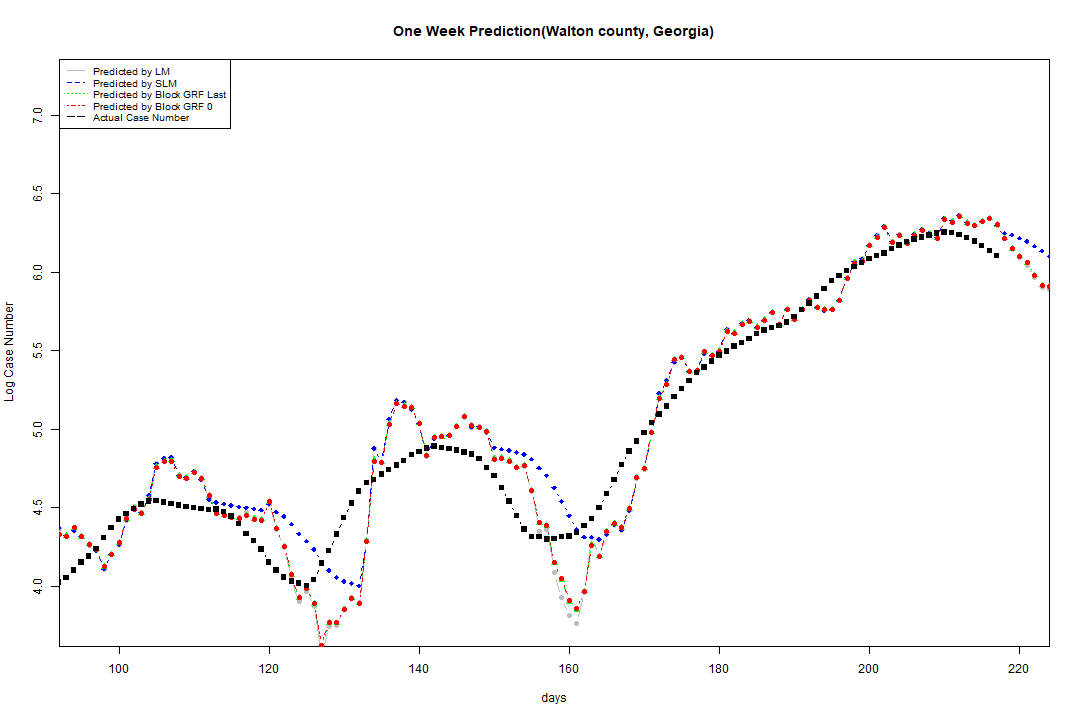 One Week Prediction(Walton county, Georgia)
Predicted by LM
Predicted by SLM
Predicted by Block GRF Last
Predicted by Block GRF 0
Actual Case Number
7.0
6.5
6.0
5.5
5.0
4.5
4.0
Log Case Number
100 120 140 160 180 200 220
days